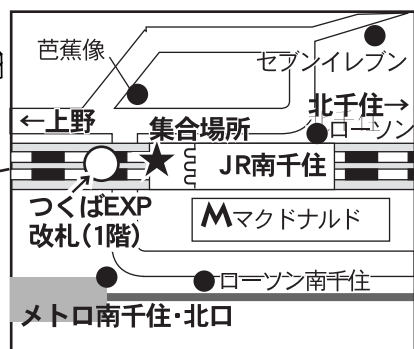 芭蕉像
セブンイレブン
北千住→
←上野
集合場所
ローソン
JR南千住
つくばEXP
改札（1階）
マクドナルド
ローソン南千住
メトロ南千住・北口